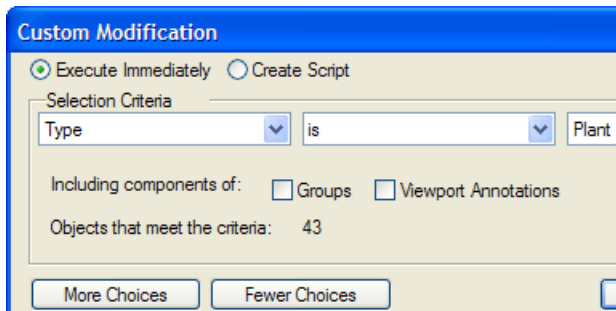 Custom Modification
Execute Immediately Create Script
Selection Criteria
Type is Plant
Including components of: Groups Viewport Annotations
Objects that meet the criteria: 43
More Choices Fewer Choices